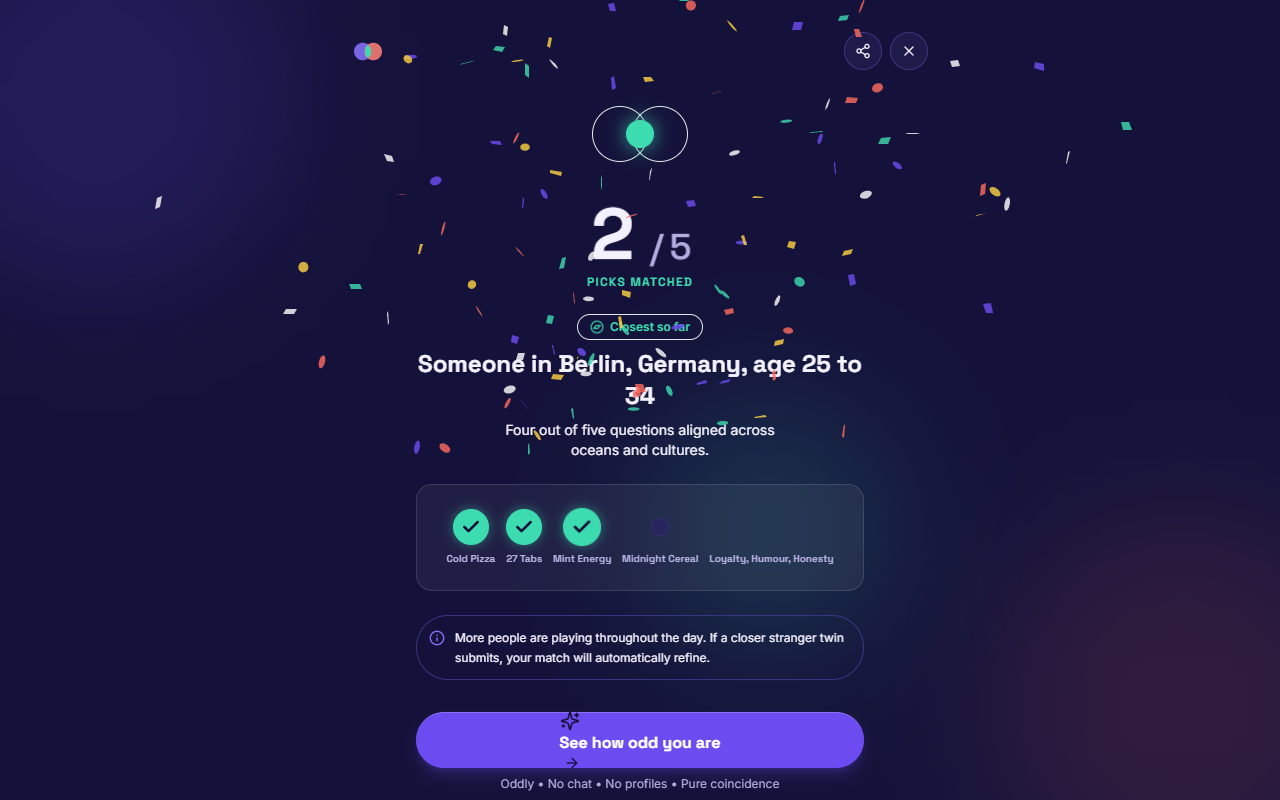 2 /5
PICKS MATCHED
Closest so far
Someone in Berlin, Germany, age 25 to
34
Four out of five questions aligned across
oceans and cultures.
Cold Pizza
27 Tabs
Mint Energy
Midnight Cereal
Loyalty, Humour, Honesty
More people are playing throughout the day. If a closer stranger twin
submits, your match will automatically refine.
See how odd you are
Oddly • No chat • No profiles • Pure coincidence